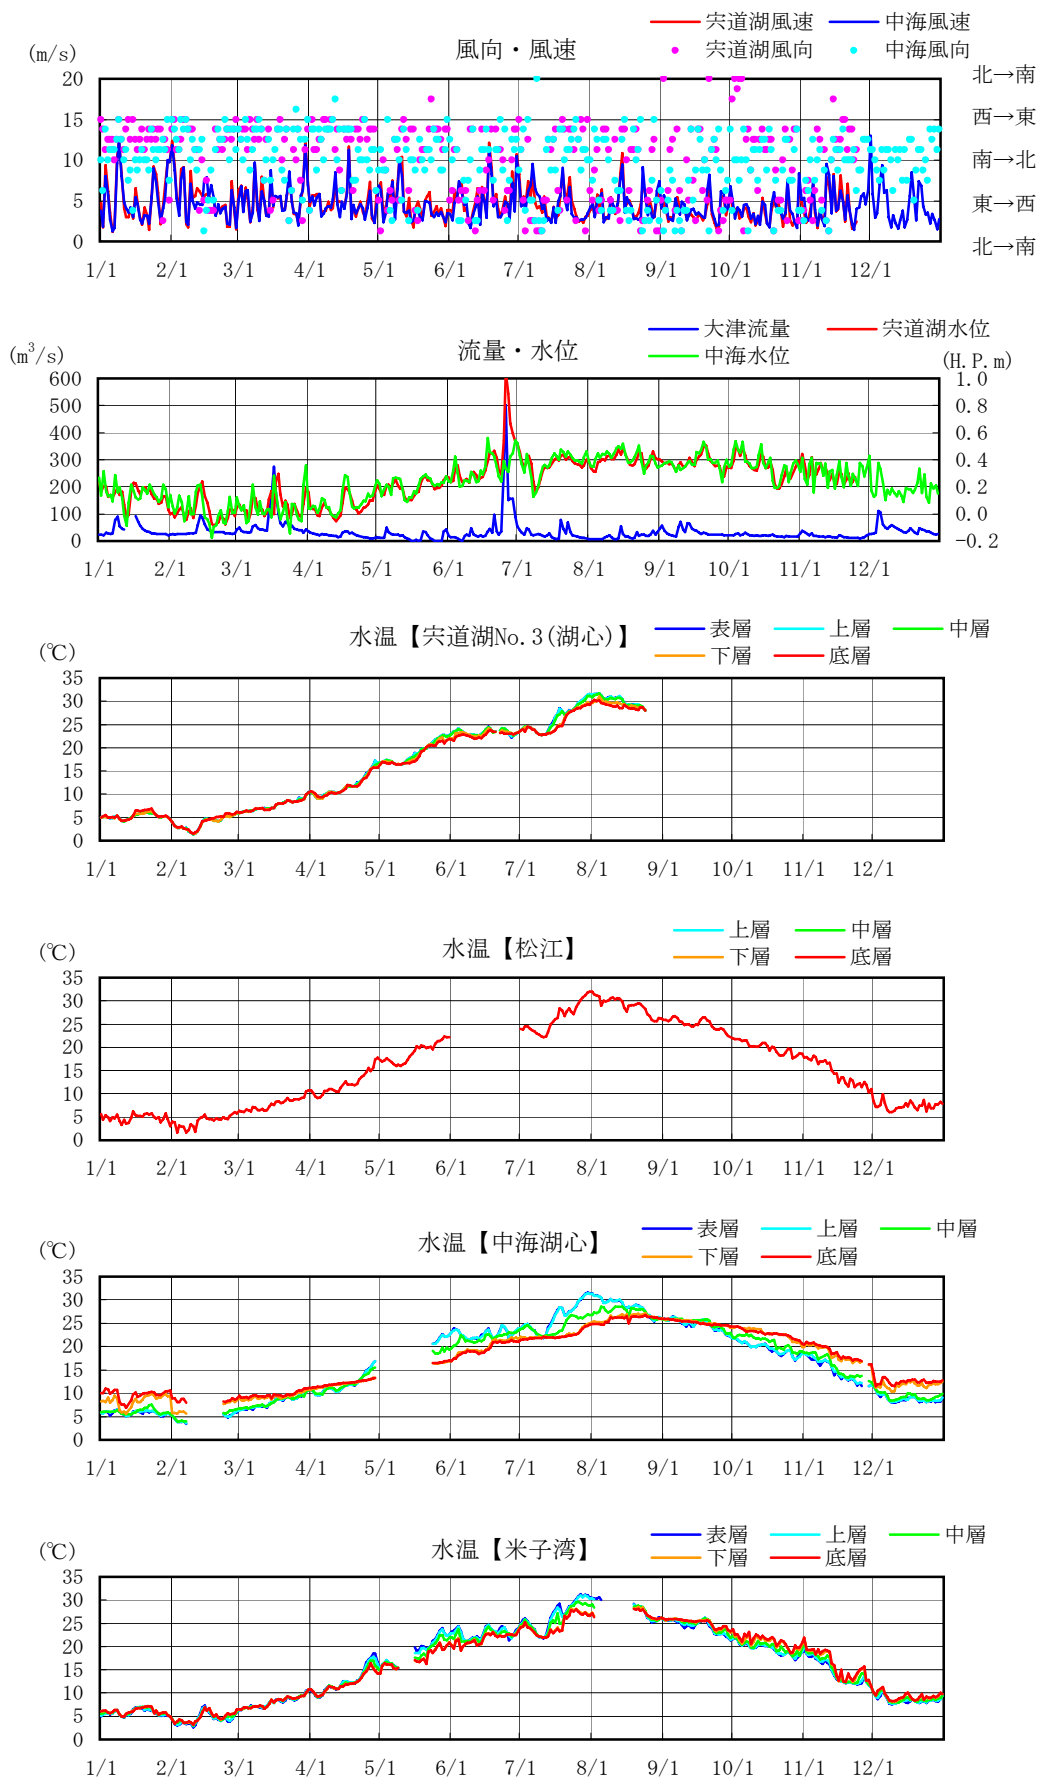 宍道湖風速 中海風速
(m/s) 風向・風速 宍道湖風向 中海風向
20 北→南
15 西→東
10 南→北
5 東→西
0 北→南
1/1 2/1 3/1 4/1 5/1 6/1 7/1 8/1 9/1 10/1 11/1 12/1
大津流量 宍道湖水位
(m3/s) 流量・水位 中海水位 (H.P.m)
600 1.0
500 0.8
400 0.6
300 0.4
200 0.2
100 0.0
0 -0.2
1/1 2/1 3/1 4/1 5/1 6/1 7/1 8/1 9/1 10/1 11/1 12/1
水温【宍道湖No.3(湖心)】 表層 上層 中層
(℃) 下層 底層
35
30
25
20
15
10
5
0
1/1 2/1 3/1 4/1 5/1 6/1 7/1 8/1 9/1 10/1 11/1 12/1
上層 中層
(℃) 水温【松江】 下層 底層
35
30
25
20
15
10
5
0
1/1 2/1 3/1 4/1 5/1 6/1 7/1 8/1 9/1 10/1 11/1 12/1
表層 上層 中層
(℃) 水温【中海湖心】 下層 底層
35
30
25
20
15
10
5
0
1/1 2/1 3/1 4/1 5/1 6/1 7/1 8/1 9/1 10/1 11/1 12/1
表層 上層 中層
(℃) 水温【米子湾】 下層 底層
35
30
25
20
15
10
5
0
1/1 2/1 3/1 4/1 5/1 6/1 7/1 8/1 9/1 10/1 11/1 12/1